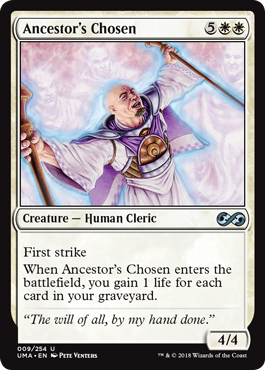 Ancestor's Chosen 5
Creature — Human Cleric
First strike
When Ancestor's Chosen enters the
battlefield, you gain 1 life for each
card in your graveyard.
"The will of all, by my hand done."
4/4
009/254 U
UMA • EN Pete Venters
™ & © 2018 Wizards of the Coast